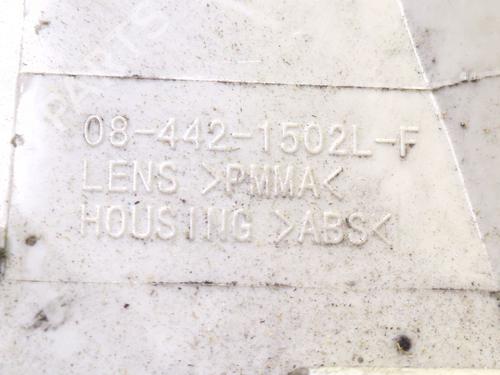 08-442-1502L-F
LENS >PMMA<
HOUSING >ABS<